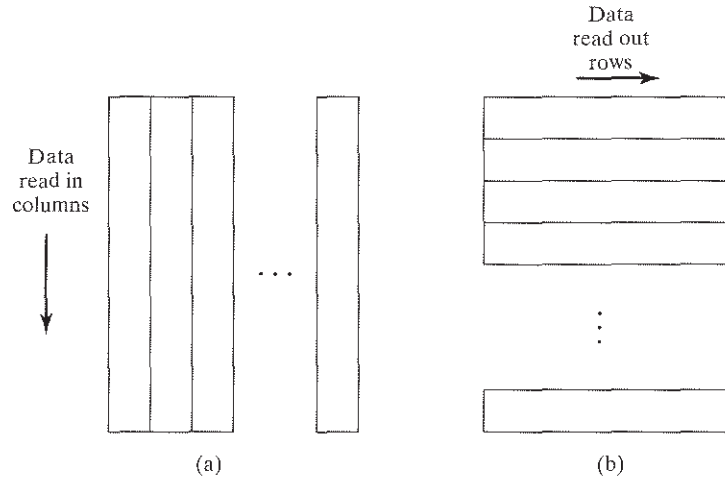 Data
read out
rows
Data
read in
columns
(a)
(b)